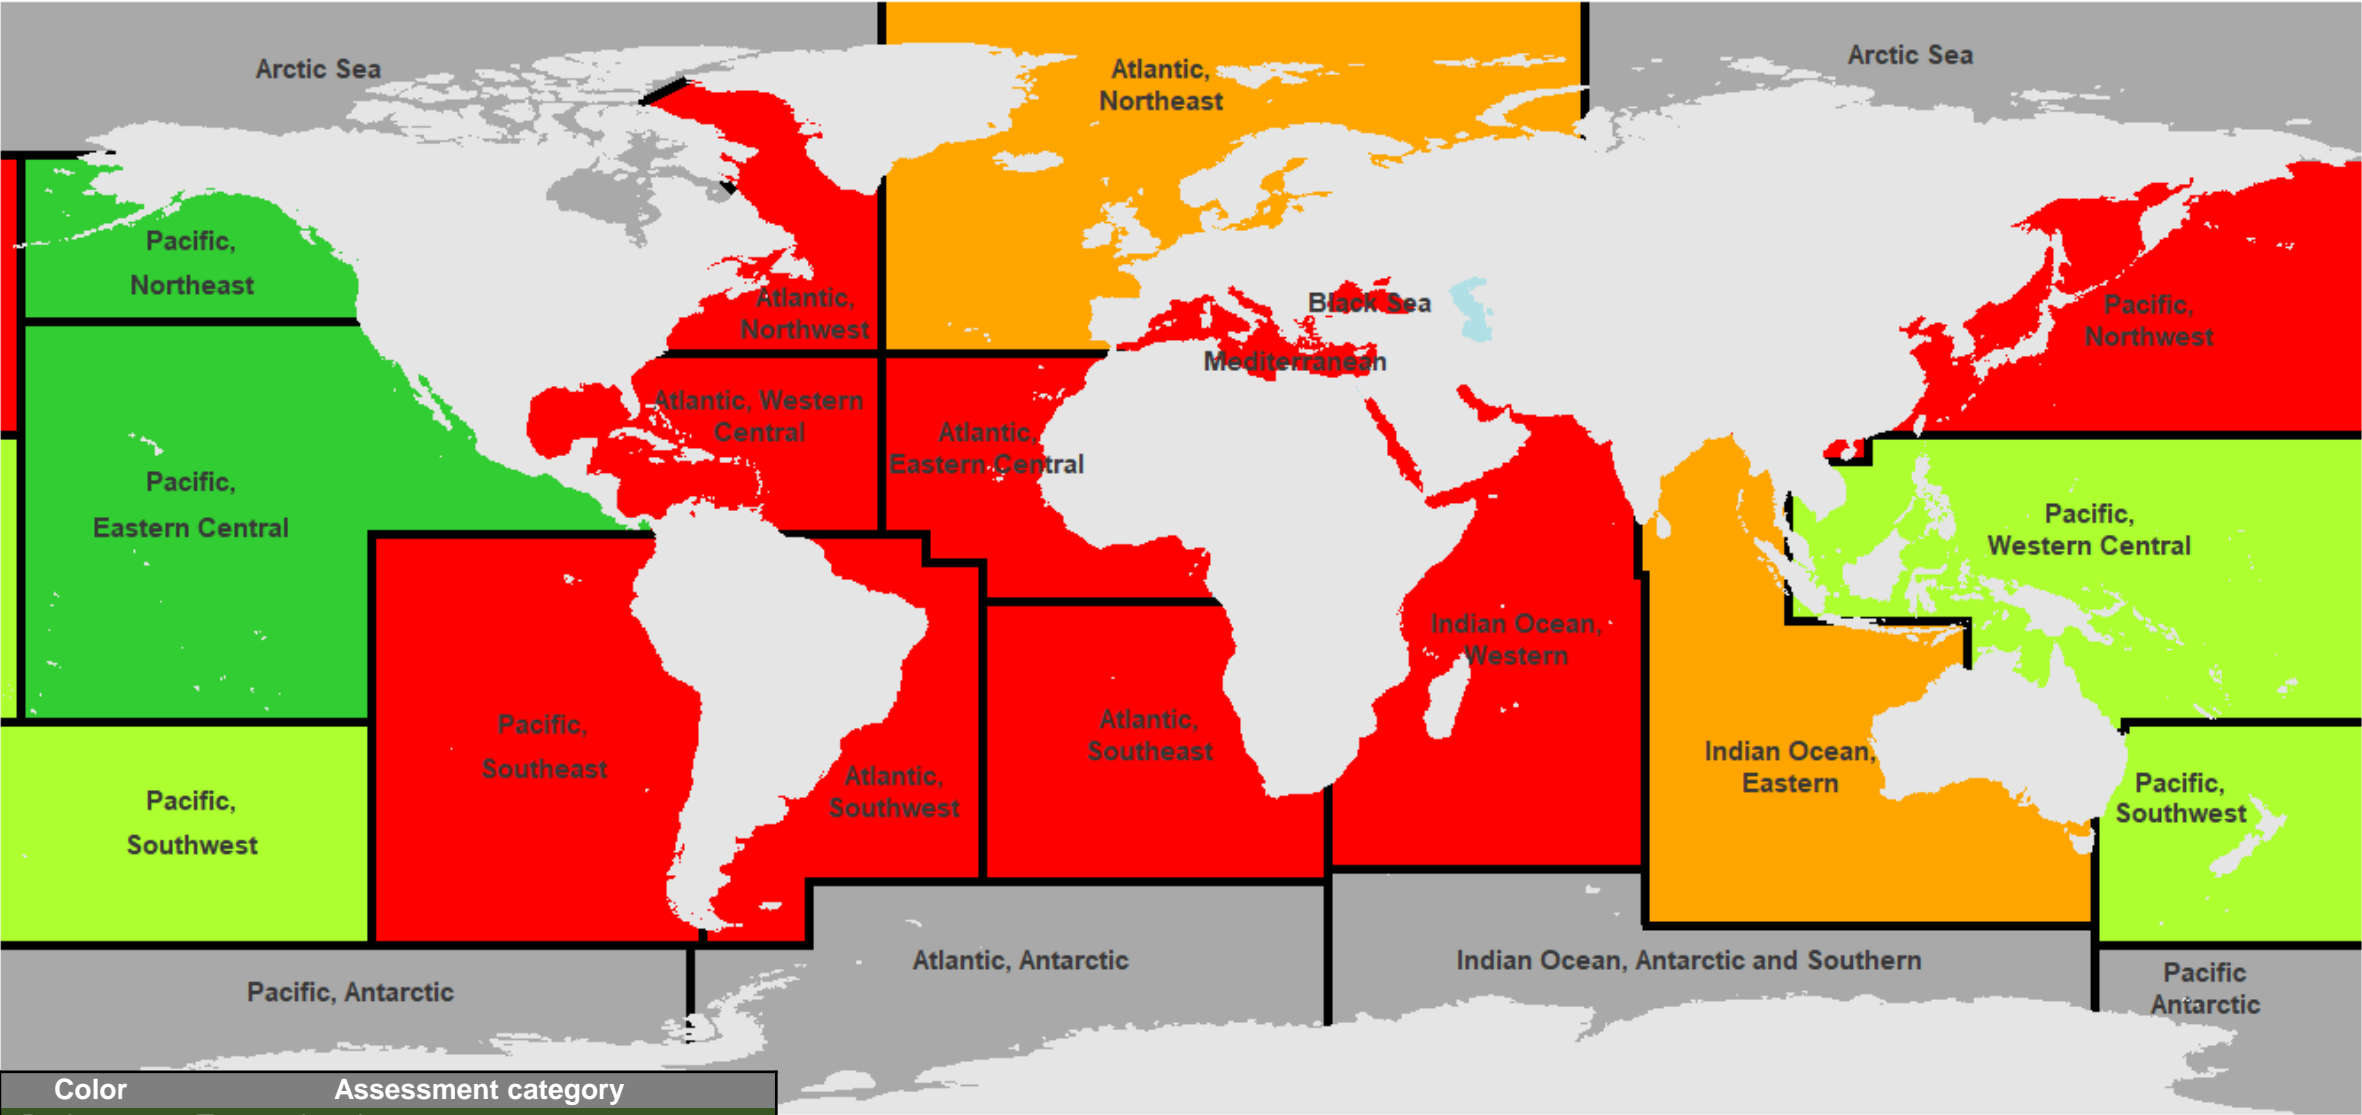 Arctic Sea
Atlantic,
Northeast
Arctic Sea
Pacific,
Northeast
Atlantic,
Northwest
Black Sea
Mediterranean
Pacific,
Northwest
Atlantic, Western
Central
Atlantic,
Eastern Central
Pacific,
Eastern Central
Pacific,
Western Central
Indian Ocean,
Western
Pacific,
Southeast
Atlantic,
Southeast
Atlantic,
Southwest
Indian Ocean,
Eastern
Pacific,
Southwest
Pacific,
Southwest
Atlantic, Antarctic
Indian Ocean, Antarctic and Southern
Pacific, Antarctic
Pacific
Antarctic
Color Assessment category